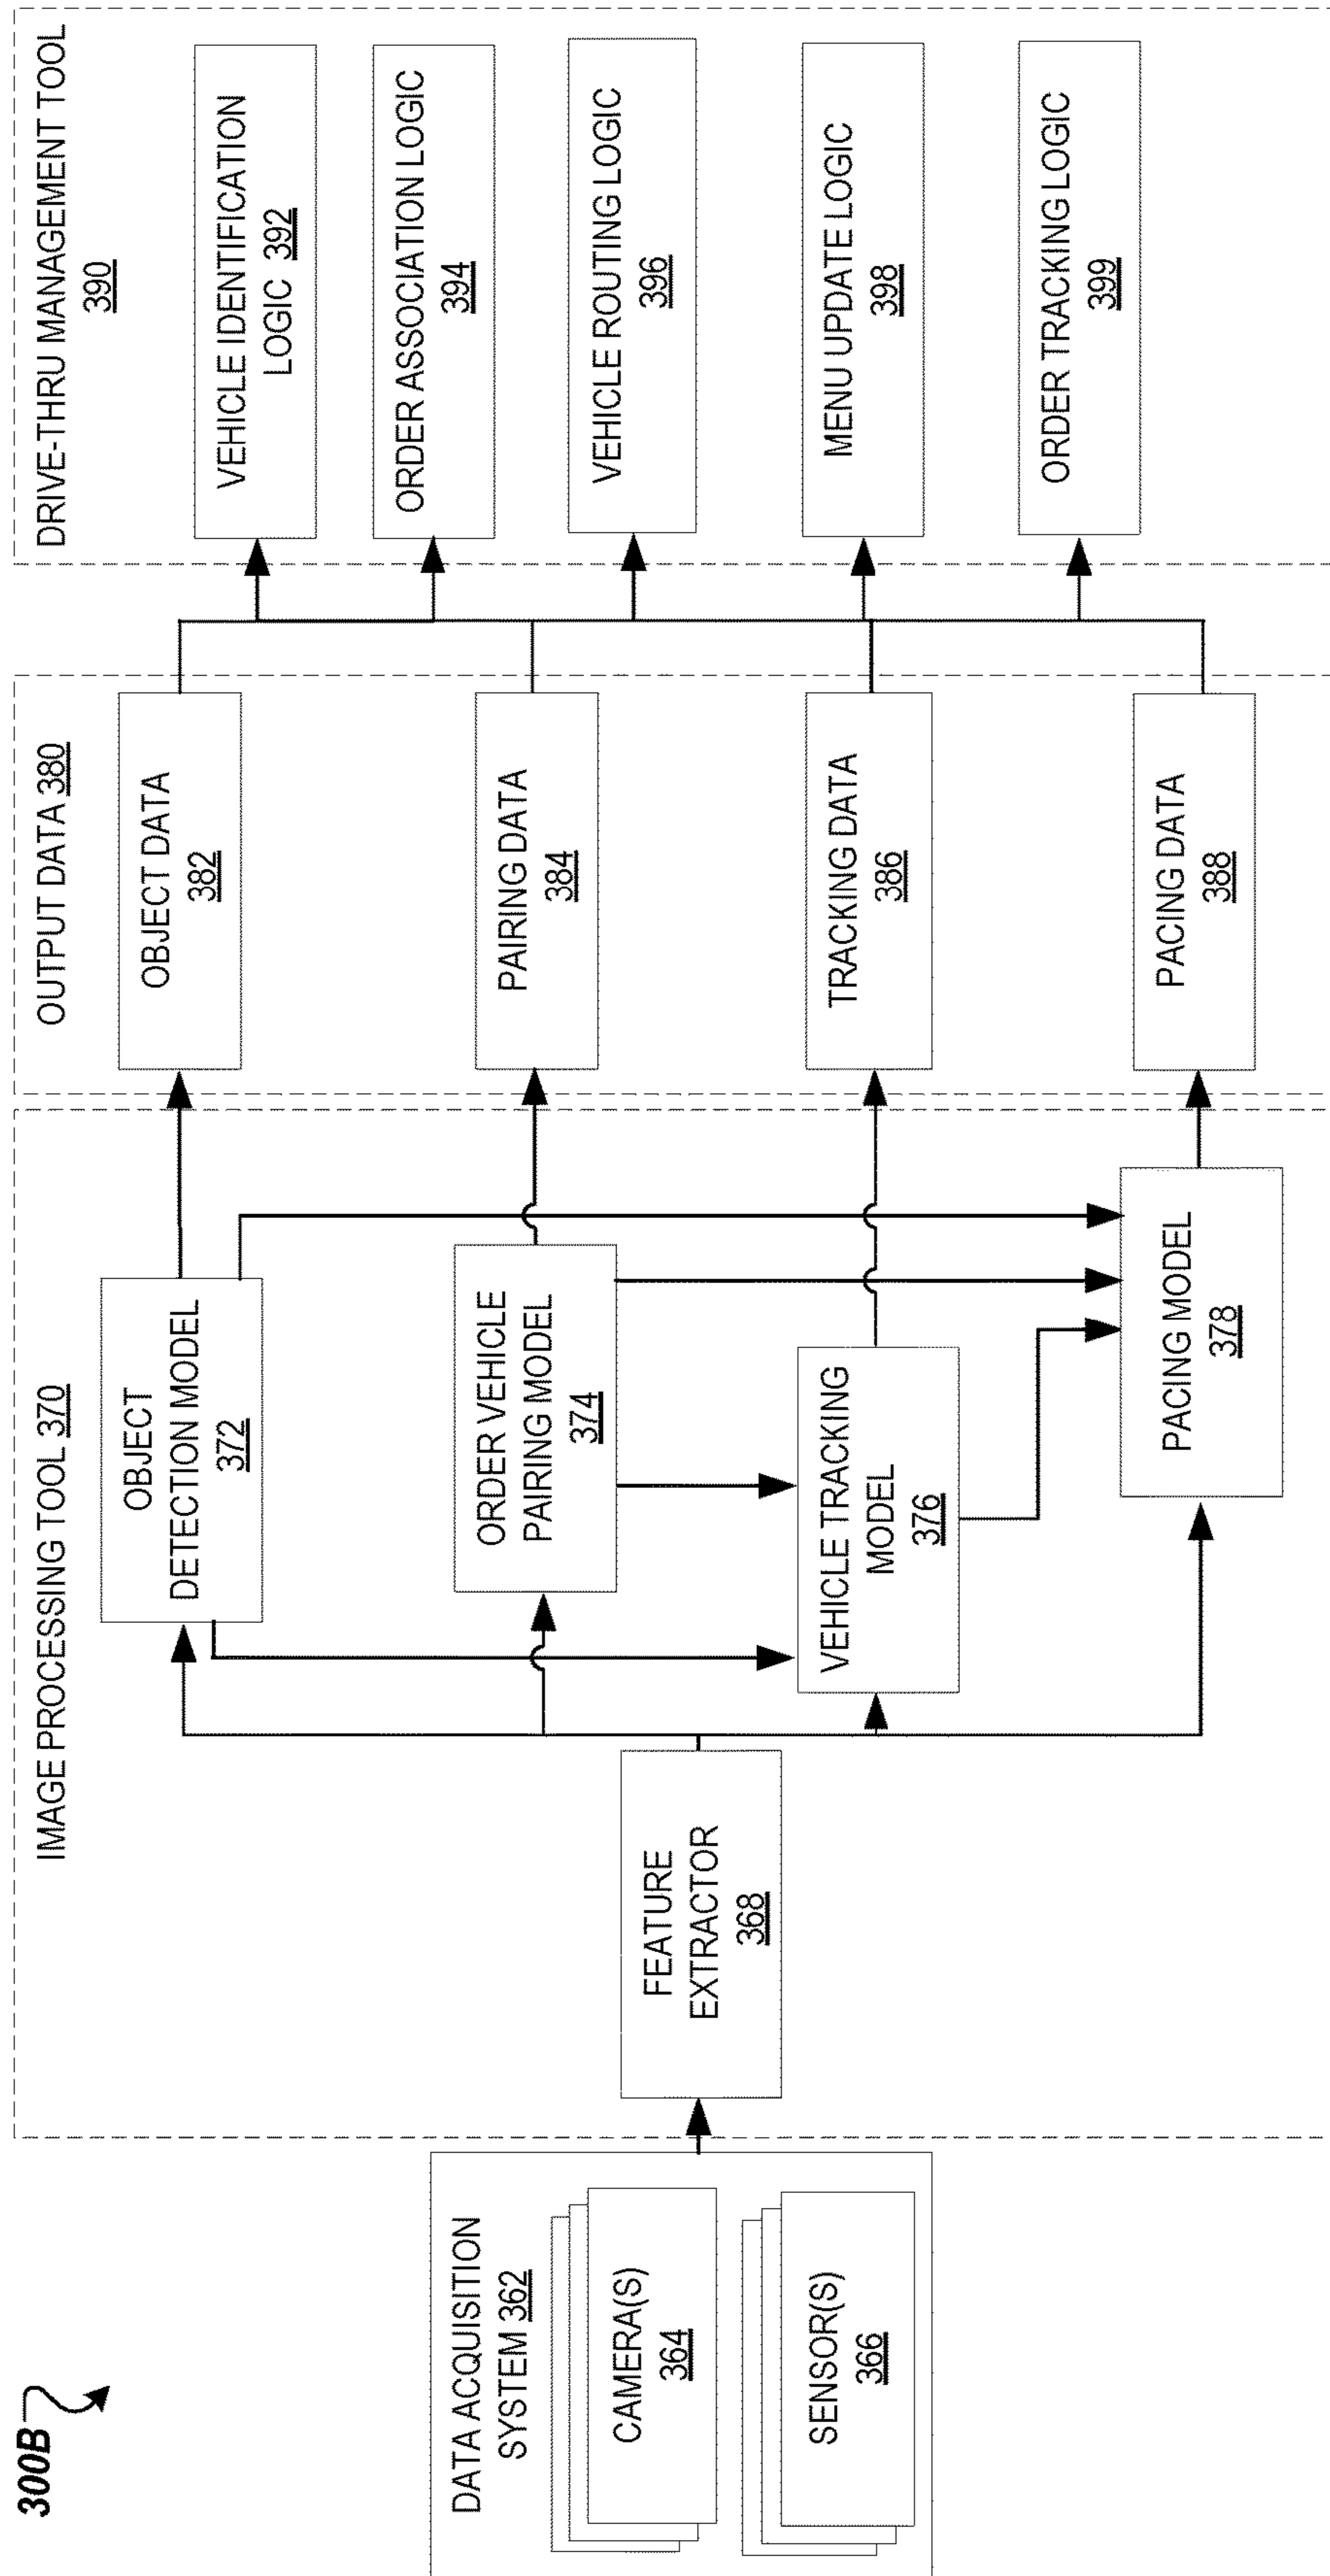 300B
DATA ACQUISITION
SYSTEM 362
CAMERA(S)
364
SENSOR(S)
366
IMAGE PROCESSING TOOL 370
FEATURE
EXTRACTOR
368
OBJECT
DETECTION MODEL
372
ORDER VEHICLE
PAIRING MODEL
374
VEHICLE TRACKING
MODEL
376
PACING MODEL
378
OUTPUT DATA 380
OBJECT DATA
382
PAIRING DATA
384
TRACKING DATA
386
PACING DATA
388
DRIVE-THRU MANAGEMENT TOOL
390
VEHICLE IDENTIFICATION
LOGIC 392
ORDER ASSOCIATION LOGIC
394
VEHICLE ROUTING LOGIC
396
MENU UPDATE LOGIC
398
ORDER TRACKING LOGIC
399